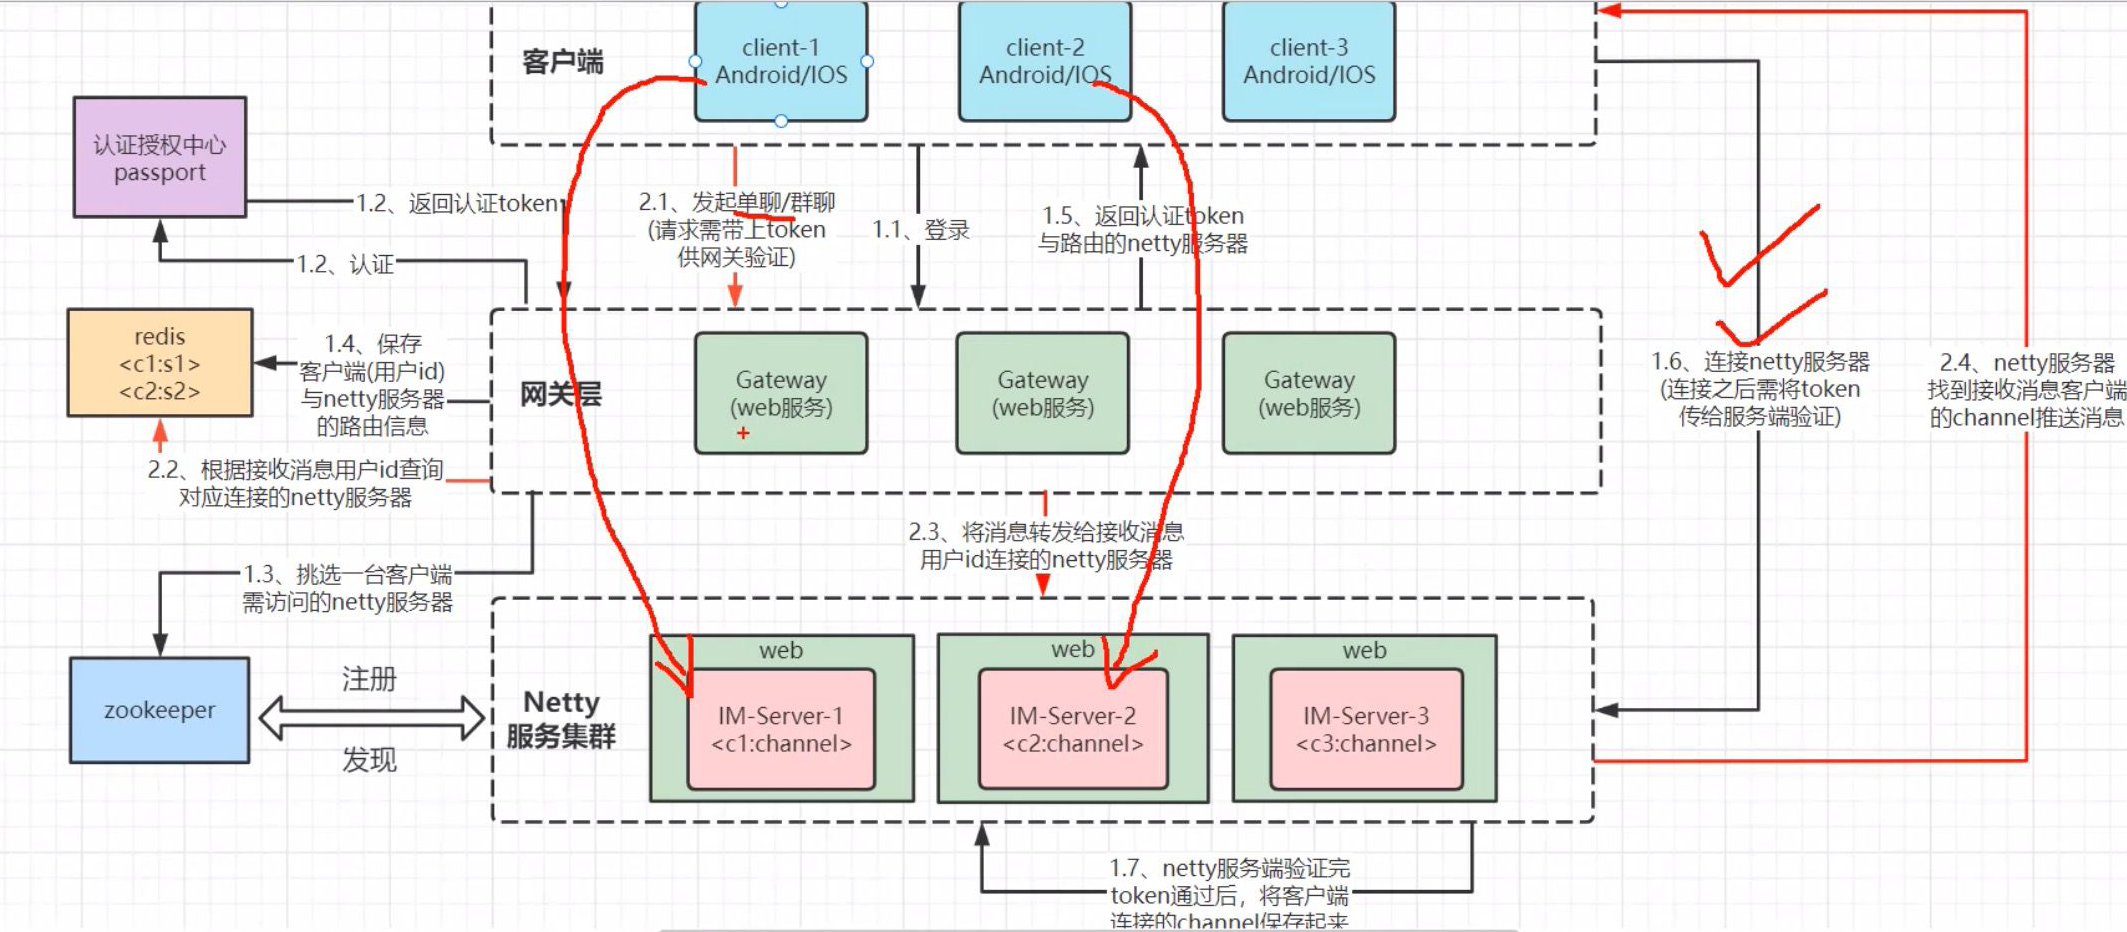 客户端
client-1
Android/IOS
client-2
Android/IOS
client-3
Android/IOS
认证授权中心
passport
1.2、返回认证token
1.2、认证
2.1、发起单聊/群聊
(请求需带上token
供网关验证)
1.1、登录
1.5、返回认证token
与路由的netty服务器
redis
<c1:s1>
<c2:s2>
1.4、保存
客户端(用户id)
与netty服务器
的路由信息
网关层
Gateway
(web服务)
Gateway
(web服务)
Gateway
(web服务)
1.6、连接netty服务器
(连接之后需将token
传给服务端验证)
2.4、netty服务器
找到接收消息客户端
的channel推送消息
2.2、根据接收消息用户id查询
对应连接的netty服务器
2.3、将消息转发给接收消息
用户id连接的netty服务器
1.3、挑选一台客户端
需访问的netty服务器
zookeeper
注册
发现
Netty
服务集群
web
IM-Server-1
<c1:channel>
web
IM-Server-2
<c2:channel>
web
IM-Server-3
<c3:channel>
1.7、netty服务端验证完
token通过后，将客户端
连接的channel保存起来